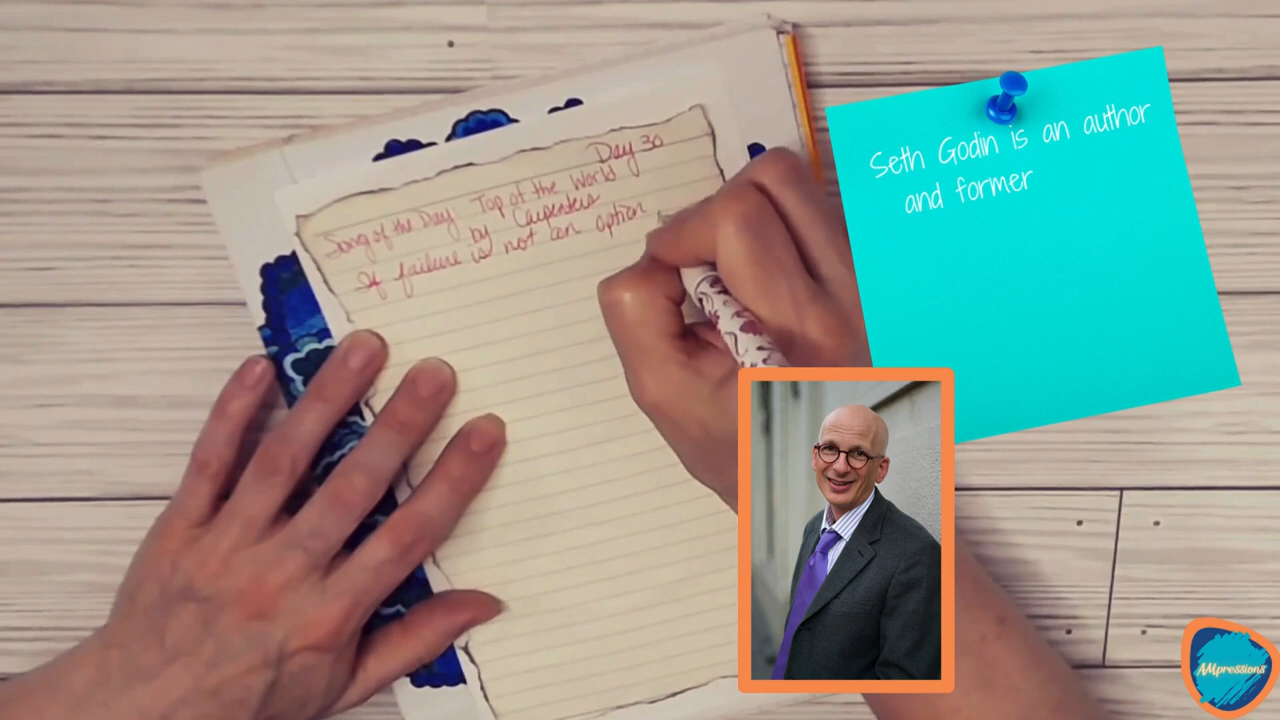 Day 30
Song of the Day Top of the World
by Carpenters
If failure is not an option
Seth Godin is an author
and former
AMpressions